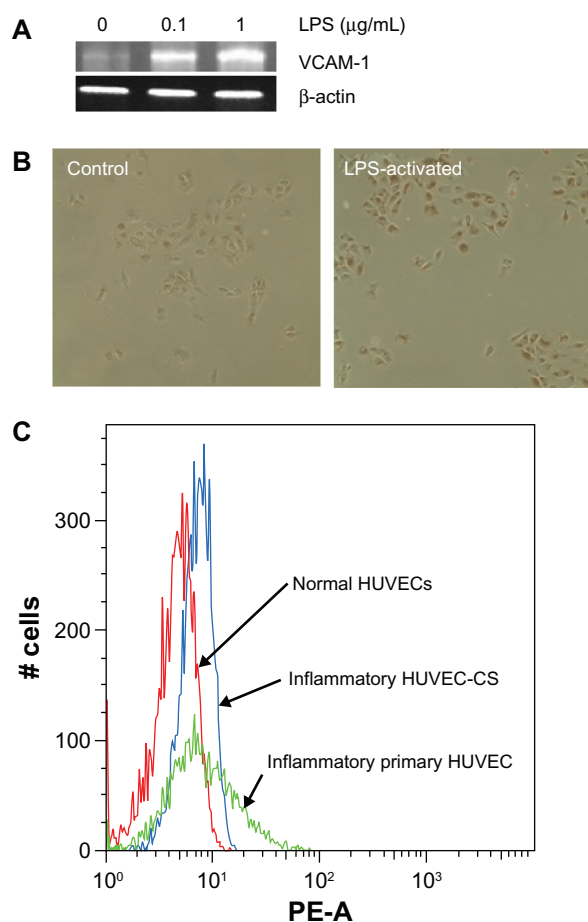 A
0 0.1 1 LPS (μg/mL)
VCAM-1
β-actin
B
Control
LPS-activated
C
300
200
100
0
# cells
Normal HUVECs
Inflammatory HUVEC-CS
Inflammatory primary HUVEC
10⁰ 10¹ 10² 10³
PE-A